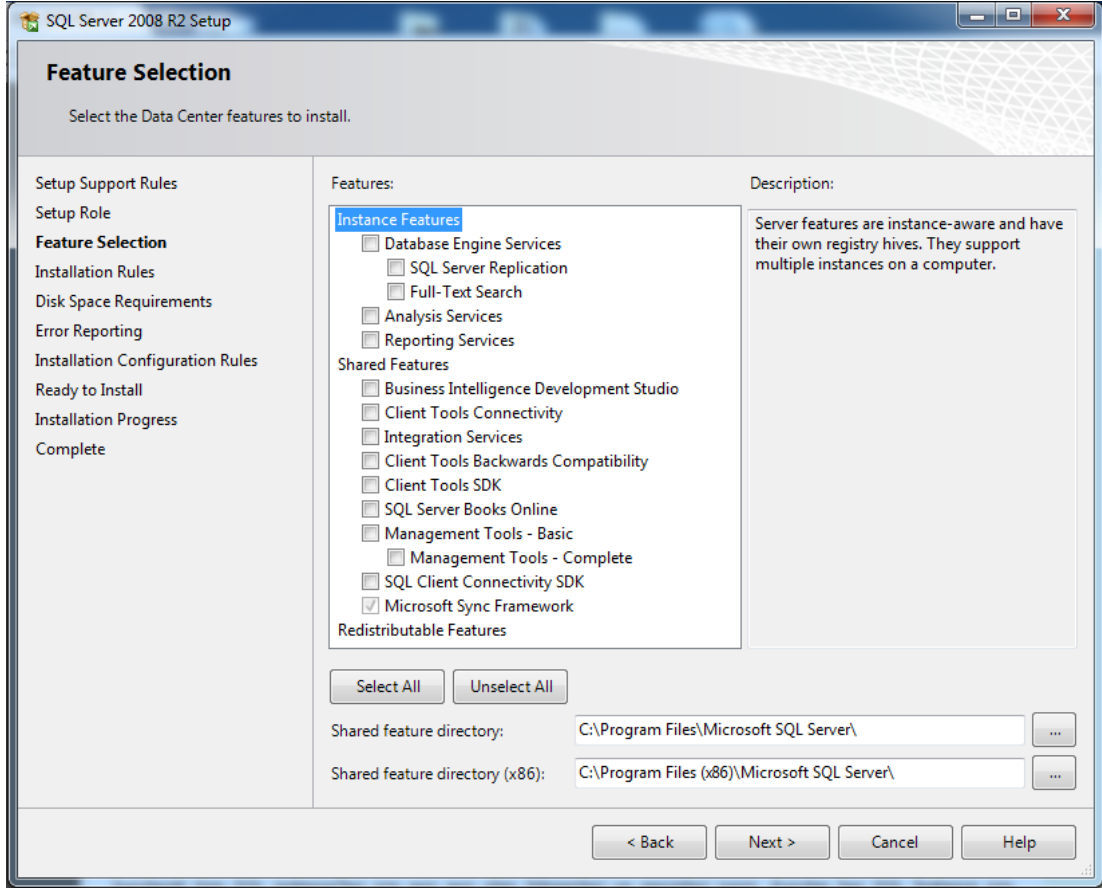 SQL Server 2008 R2 Setup
Feature Selection
Select the Data Center features to install.
Setup Support Rules
Setup Role
Feature Selection
Installation Rules
Disk Space Requirements
Error Reporting
Installation Configuration Rules
Ready to Install
Installation Progress
Complete
Features:
Instance Features
Database Engine Services
SQL Server Replication
Full-Text Search
Analysis Services
Reporting Services
Shared Features
Business Intelligence Development Studio
Client Tools Connectivity
Integration Services
Client Tools Backwards Compatibility
Client Tools SDK
SQL Server Books Online
Management Tools - Basic
Management Tools - Complete
SQL Client Connectivity SDK
Microsoft Sync Framework
Redistributable Features
Description:
Server features are instance-aware and have
their own registry hives. They support
multiple instances on a computer.
Select All
Unselect All
Shared feature directory:
C:\Program Files\Microsoft SQL Server\
...
Shared feature directory (x86):
C:\Program Files (x86)\Microsoft SQL Server\
...
< Back
Next >
Cancel
Help